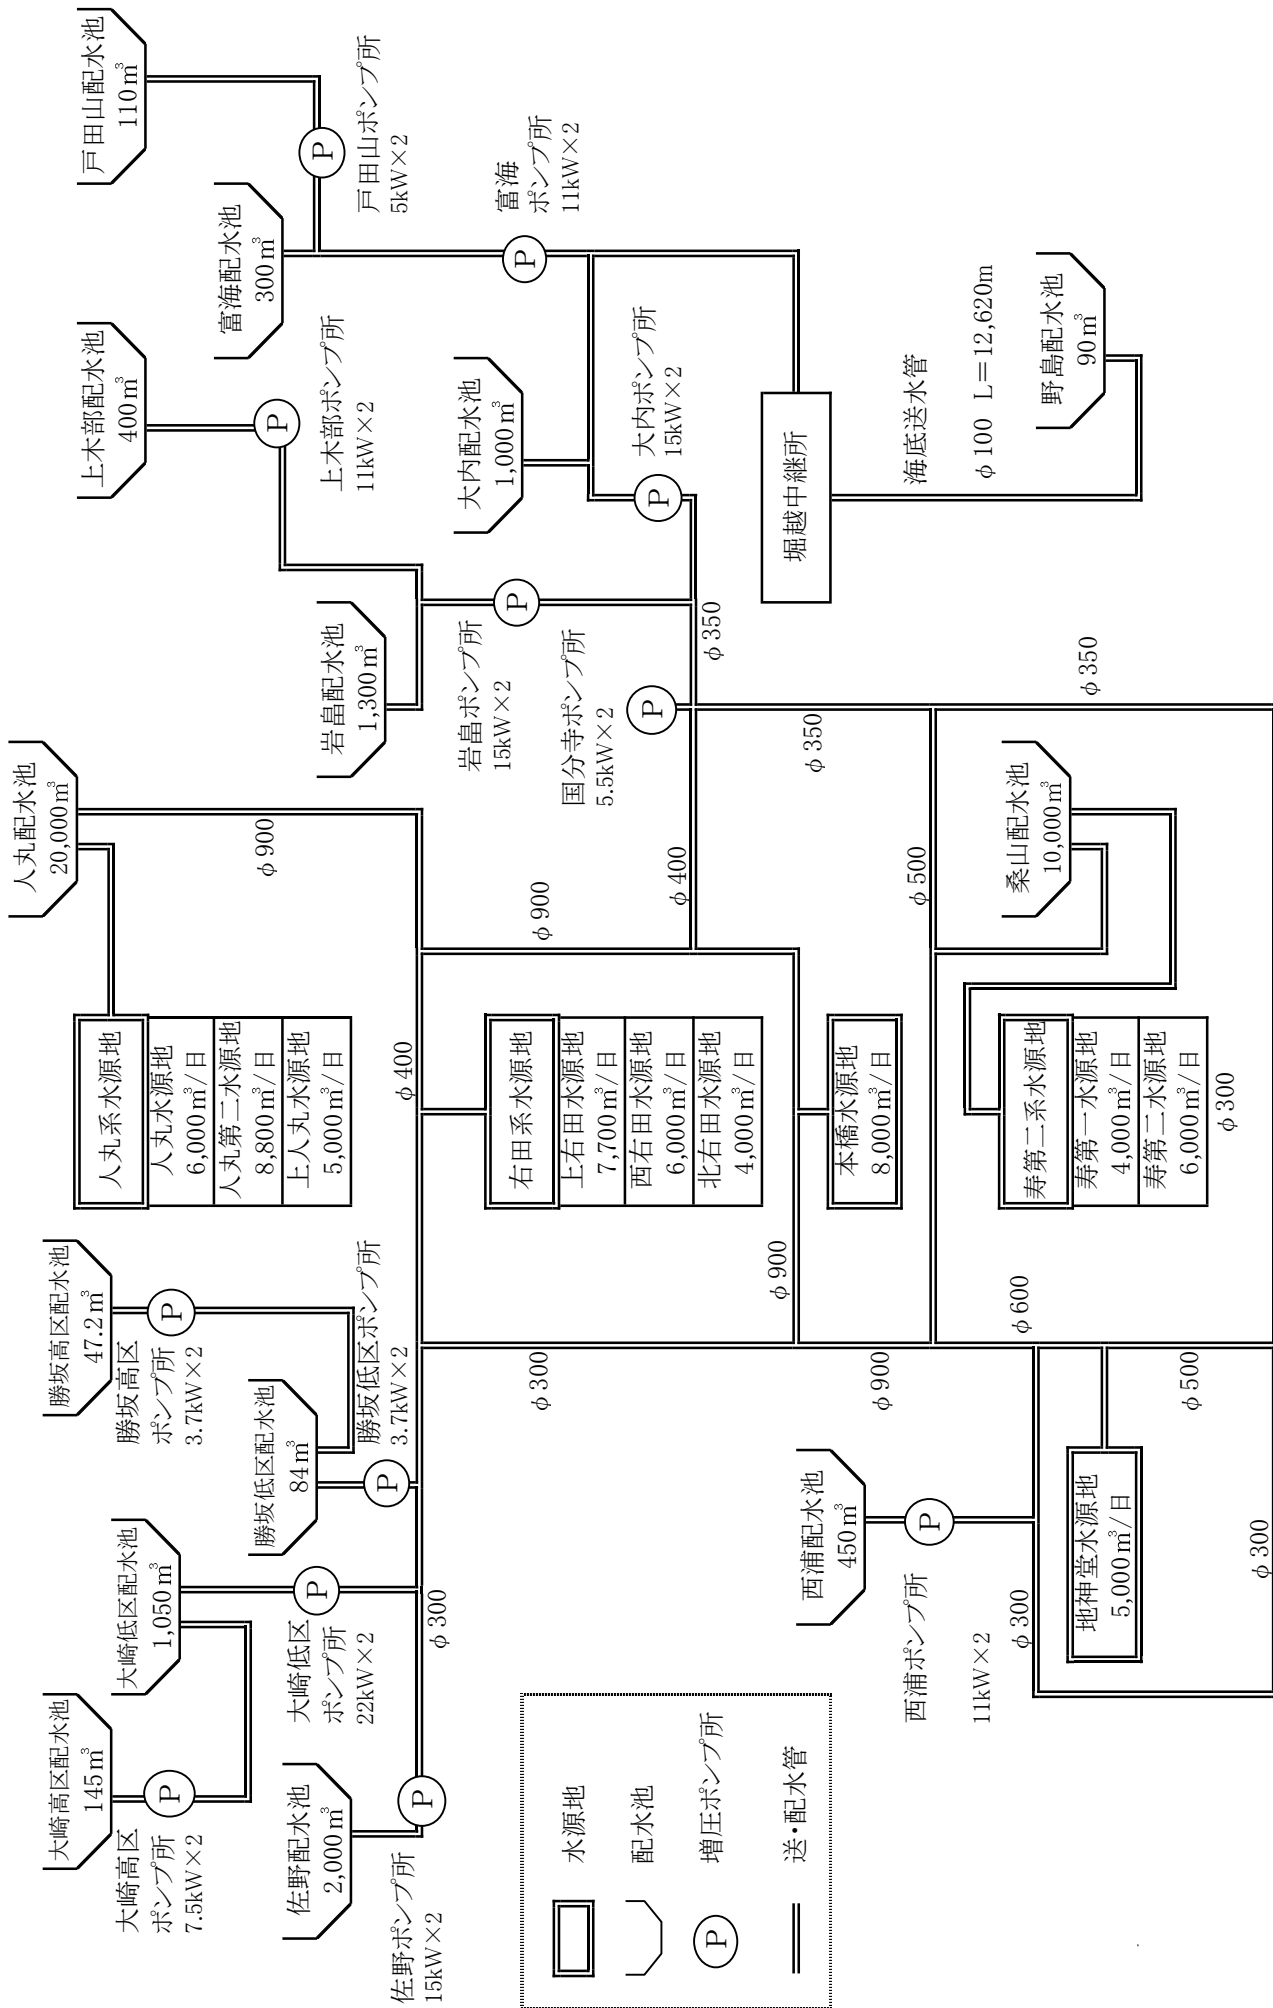 大崎高区配水池
145m³
大崎高区
ポンプ所
7.5kW×2
大崎低区配水池
1,050m³
大崎低区
ポンプ所
22kW×2
佐野配水池
2,000m³
佐野ポンプ所
15kW×2
φ300
勝坂高区配水池
47.2m³
勝坂高区
ポンプ所
3.7kW×2
勝坂低区配水池
84m³
勝坂低区ポンプ所
3.7kW×2
人丸系水源地
人丸水源地
6,000m³/日
人丸第二水源地
8,800m³/日
上人丸水源地
5,000m³/日
人丸配水池
20,000m³
φ900
φ400
φ900
右田系水源地
上右田水源地
7,700m³/日
西右田水源地
6,000m³/日
北右田水源地
4,000m³/日
φ300
φ900
φ400
本橋水源地
8,000m³/日
φ900
φ500
φ600
寿第二系水源地
寿第一水源地
4,000m³/日
寿第二水源地
6,000m³/日
φ300
桑山配水池
10,000m³
西浦配水池
450m³
西浦ポンプ所
11kW×2
φ300
地神堂水源地
5,000m³/日
φ500
φ300
上木部配水池
400m³
上木部ポンプ所
11kW×2
岩畠配水池
1,300m³
岩畠ポンプ所
15kW×2
国分寺ポンプ所
5.5kW×2
φ350
φ350
φ350
戸田山配水池
110m³
戸田山ポンプ所
5kW×2
富海配水池
300m³
富海
ポンプ所
11kW×2
大内配水池
1,000m³
大内ポンプ所
15kW×2
堀越中継所
海底送水管
φ100 L=12,620m
野島配水池
90m³
P
P
P
P
P
P
P
P
P
P
P
P
水源地
配水池
P
増圧ポンプ所
送・配水管